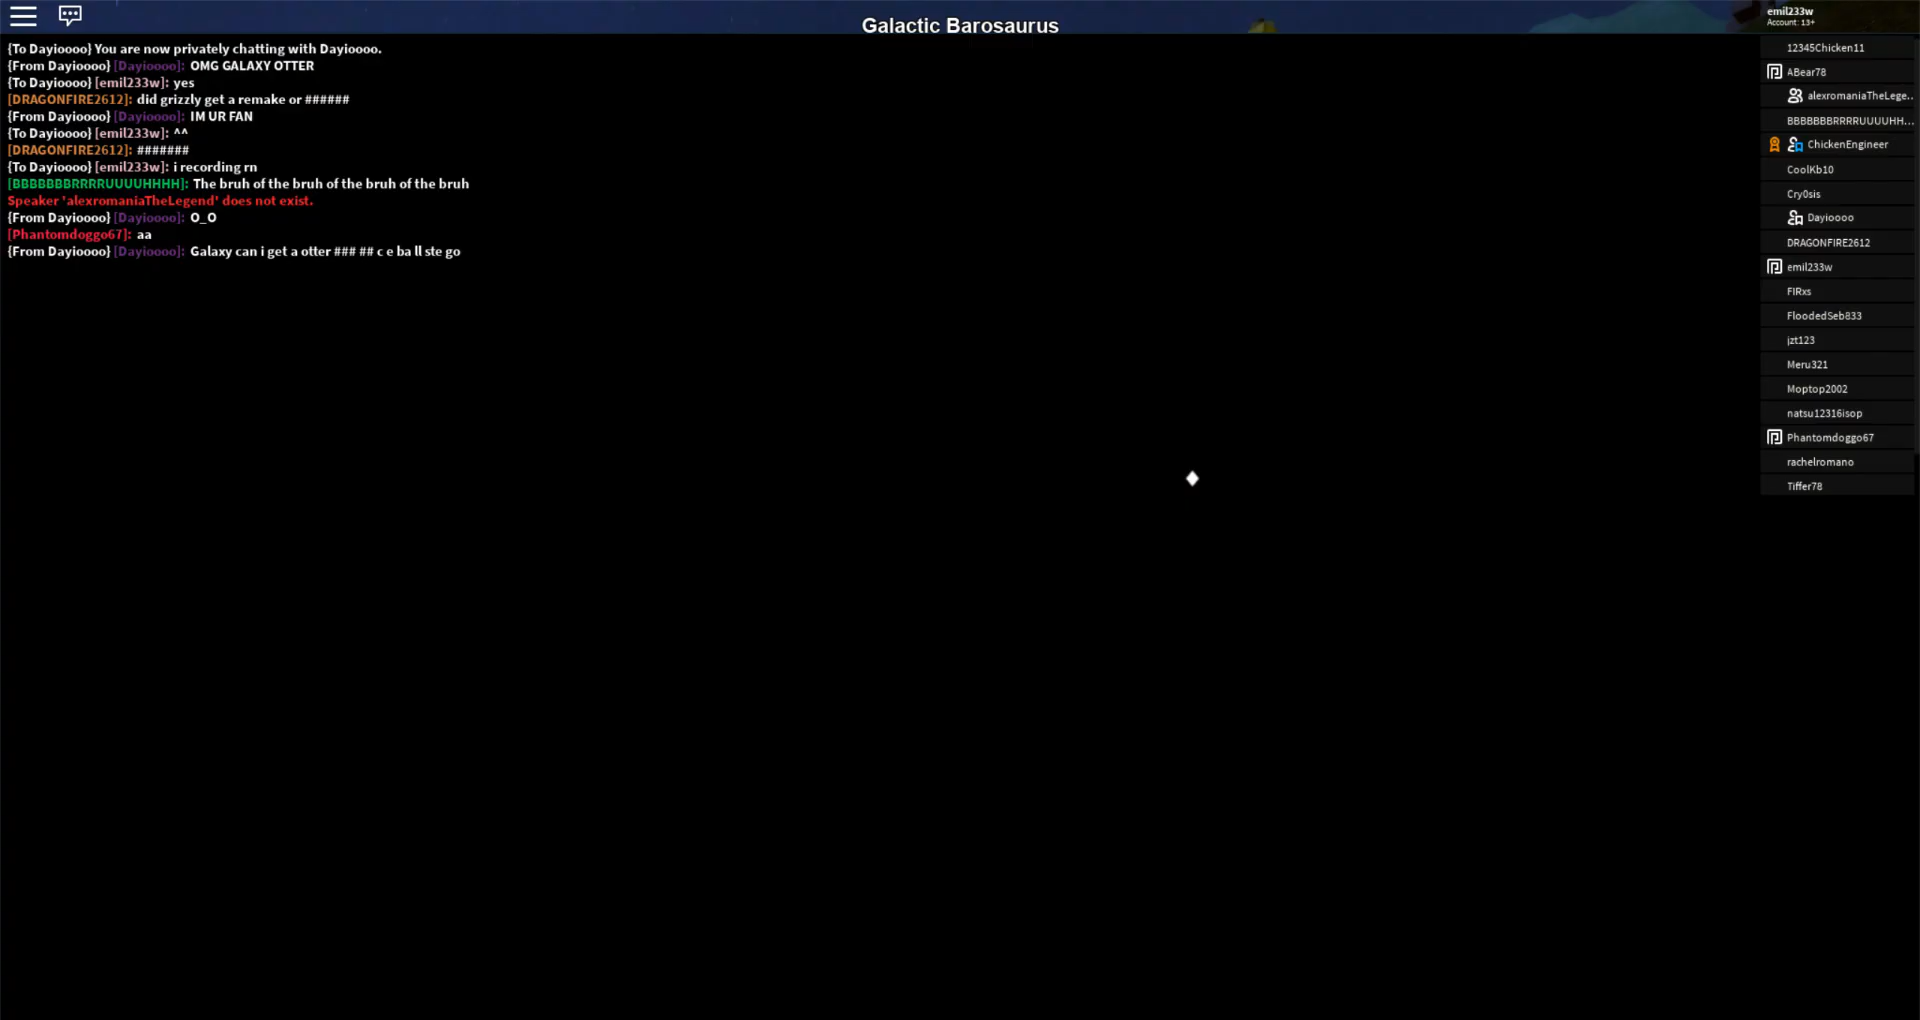 Galactic Barosaurus
emil233w
Account: 13+
{To Dayioooo} You are now privately chatting with Dayioooo.
{From Dayioooo} [Dayioooo]: OMG GALAXY OTTER
{To Dayioooo} [emil233w]: yes
[DRAGONFIRE2612]: did grizzly get a remake or ######
{From Dayioooo} [Dayioooo]: IM UR FAN
{To Dayioooo} [emil233w]: ^^
[DRAGONFIRE2612]: #######
{To Dayioooo} [emil233w]: i recording rn
[BBBBBBBRRRRUUUUHHHH]: The bruh of the bruh of the bruh of the bruh
Speaker 'alexromaniaTheLegend' does not exist.
{From Dayioooo} [Dayioooo]: O_O
[Phantomdoggo67]: aa
{From Dayioooo} [Dayioooo]: Galaxy can i get a otter ### ## c e ba ll ste go
12345Chicken11
ABear78
alexromaniaTheLege..
BBBBBBBRRRRUUUUHH...
ChickenEngineer
CoolKb10
Cry0sis
Dayioooo
DRAGONFIRE2612
emil233w
FIRxs
FloodedSeb833
jzt123
Meru321
Moptop2002
natsu12316isop
Phantomdoggo67
rachelromano
Tiffer78